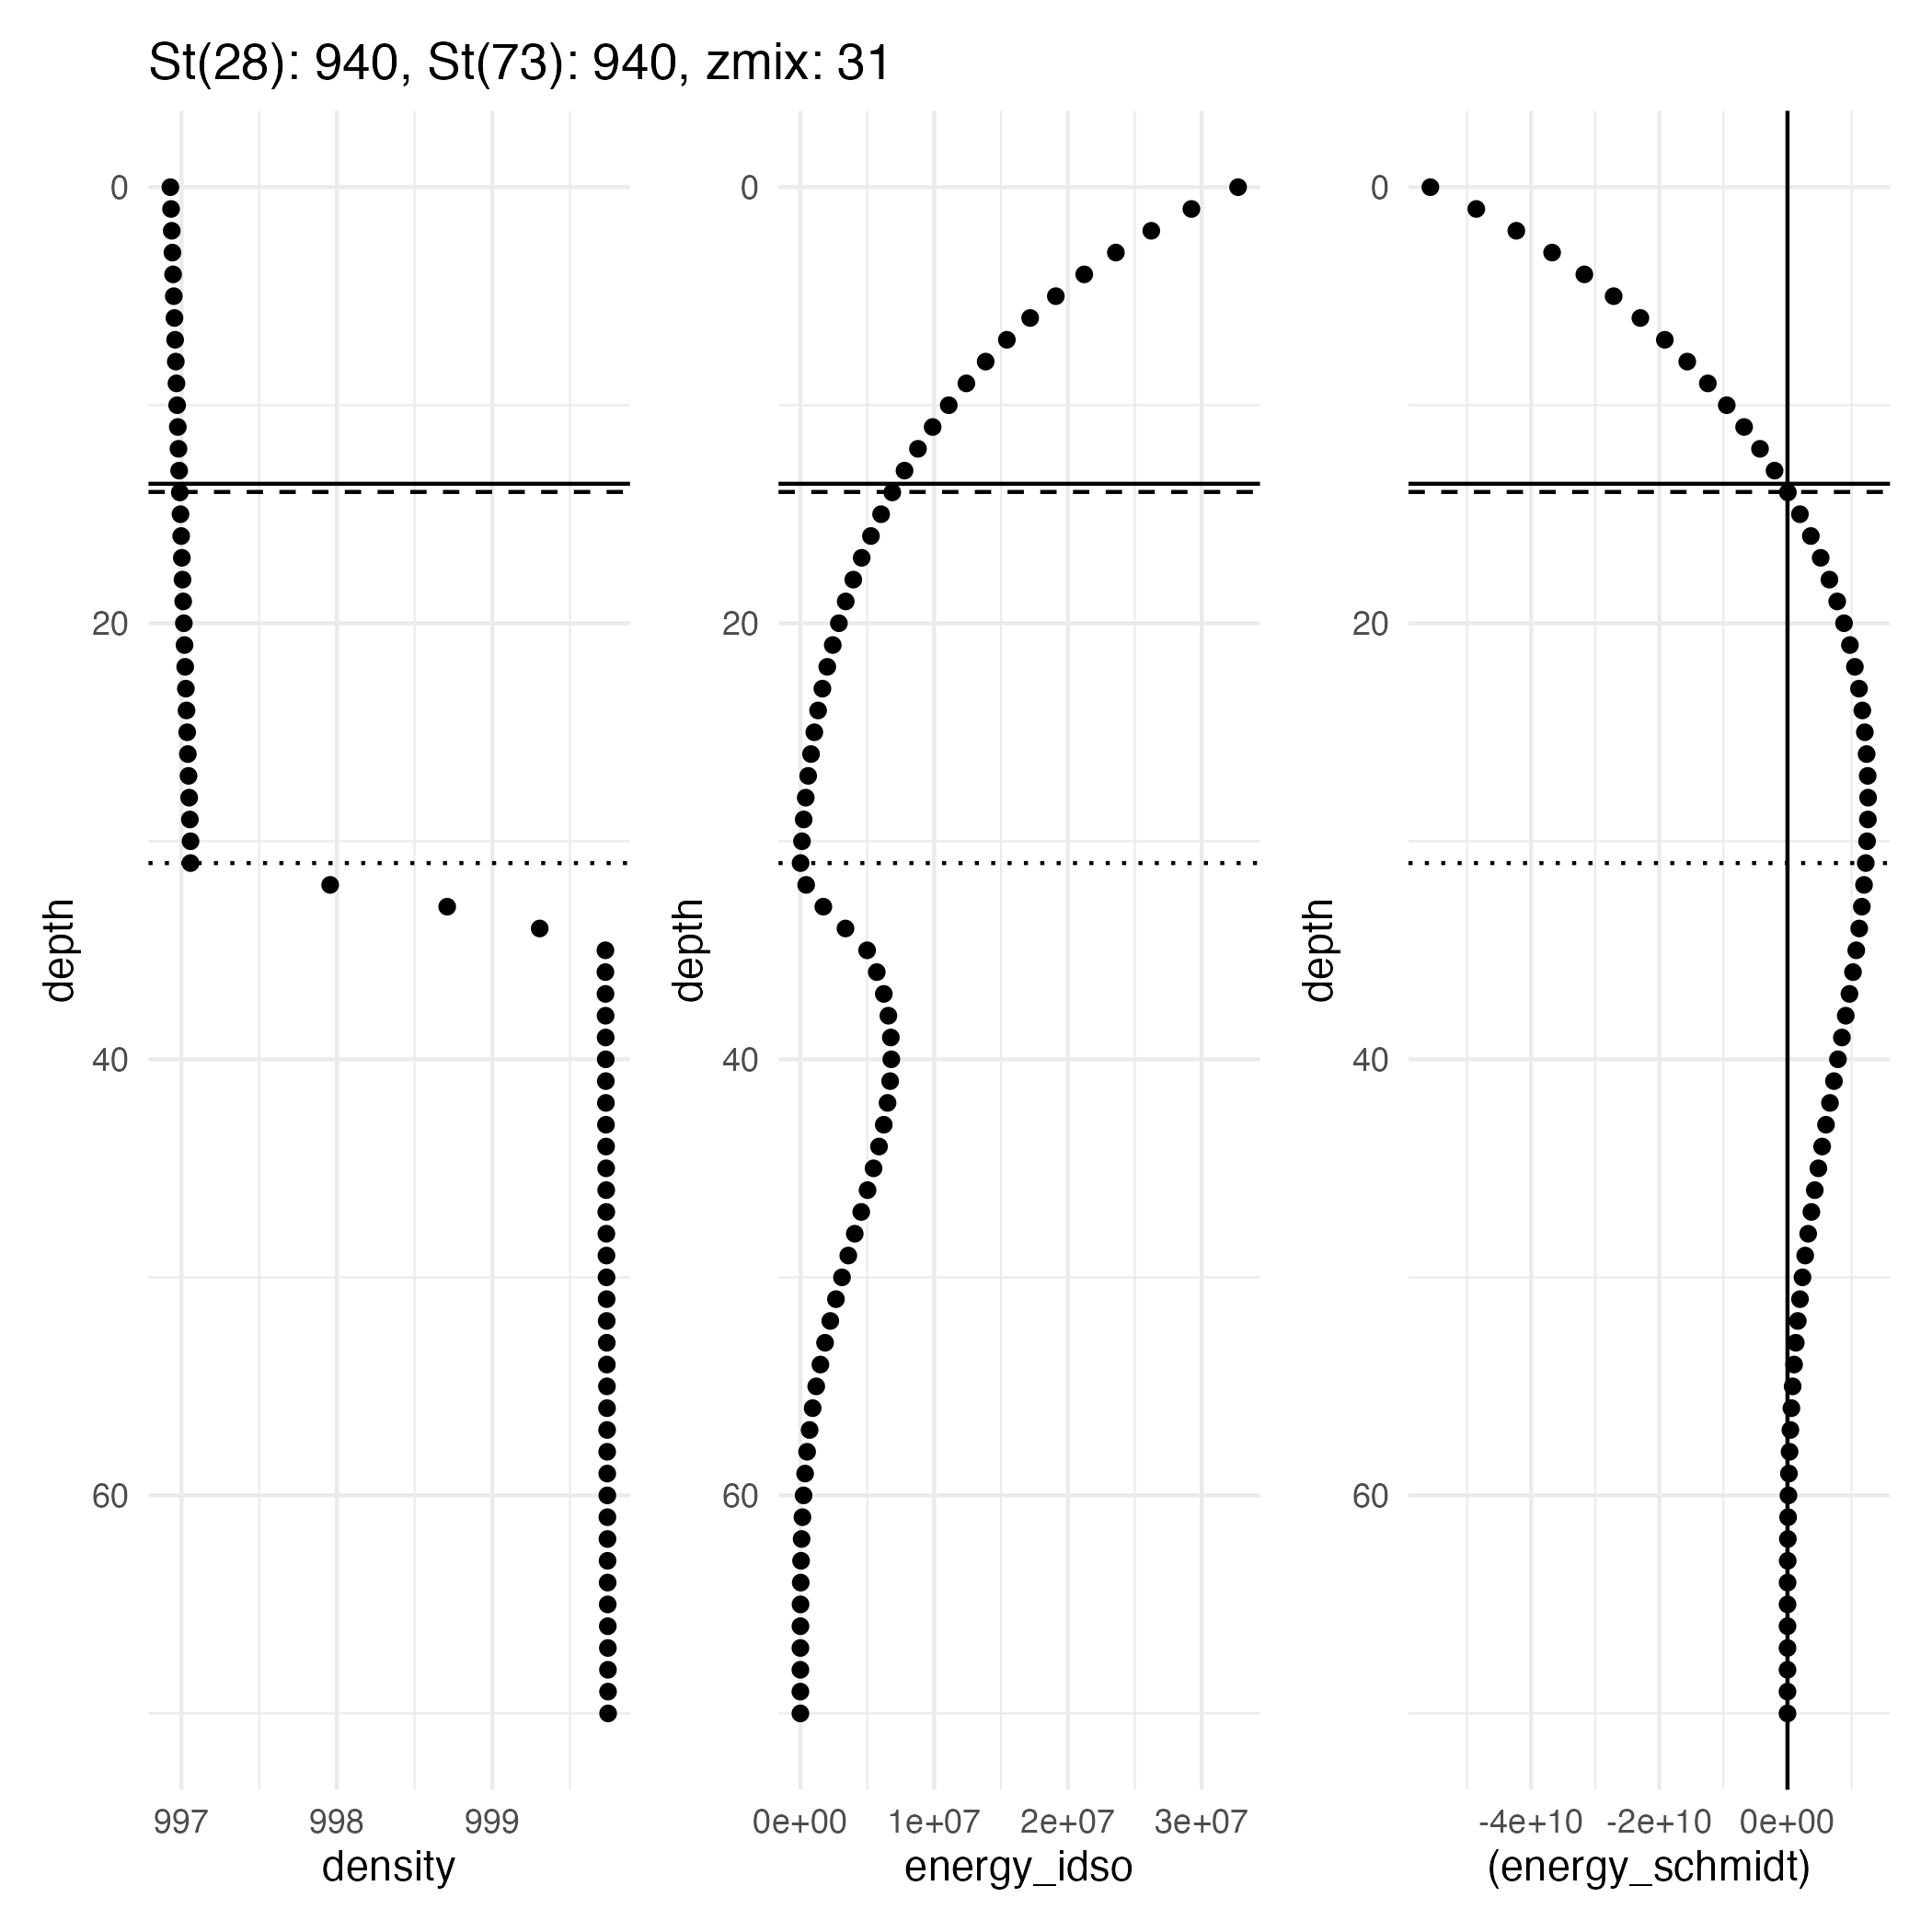 St(28): 940, St(73): 940, zmix: 31
depth
0
20
40
60
997 998 999
density
depth
0
20
40
60
0e+00 1e+07 2e+07 3e+07
energy_idso
depth
0
20
40
60
-4e+10 -2e+10 0e+00
(energy_schmidt)